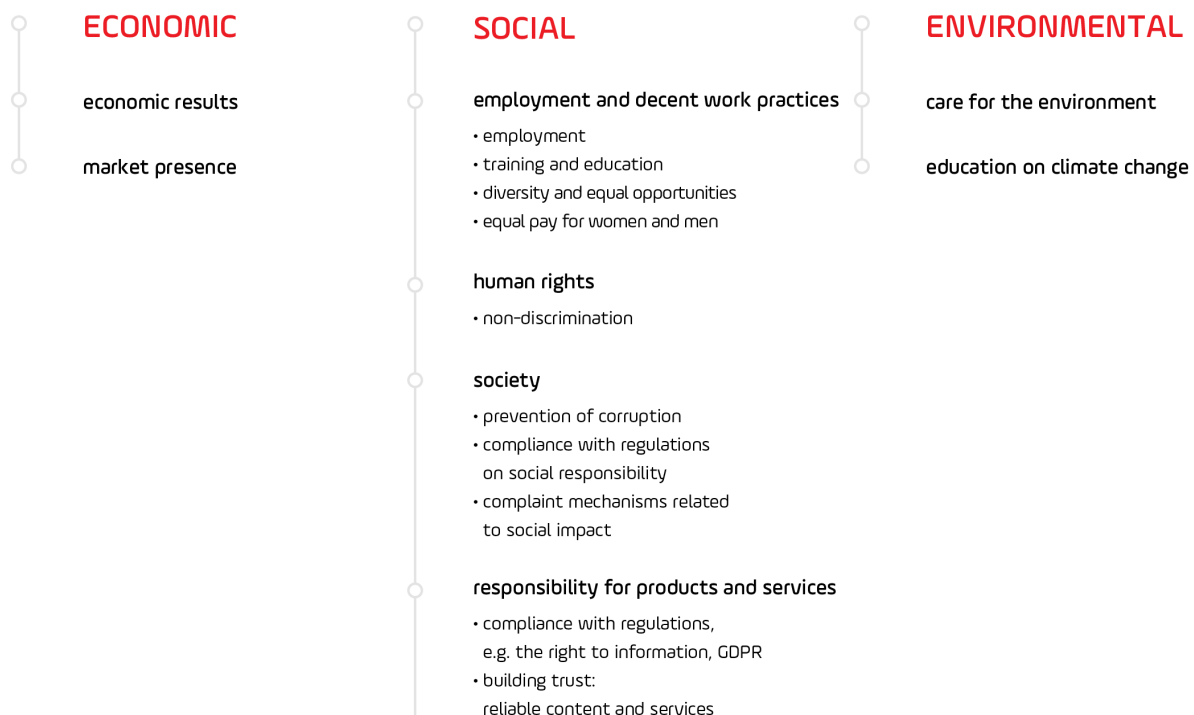 ECONOMIC
economic results
market presence
SOCIAL
employment and decent work practices
• employment
• training and education
• diversity and equal opportunities
• equal pay for women and men
human rights
• non-discrimination
society
• prevention of corruption
• compliance with regulations
on social responsibility
• complaint mechanisms related
to social impact
responsibility for products and services
• compliance with regulations,
e.g. the right to information, GDPR
• building trust:
reliable content and services
ENVIRONMENTAL
care for the environment
education on climate change